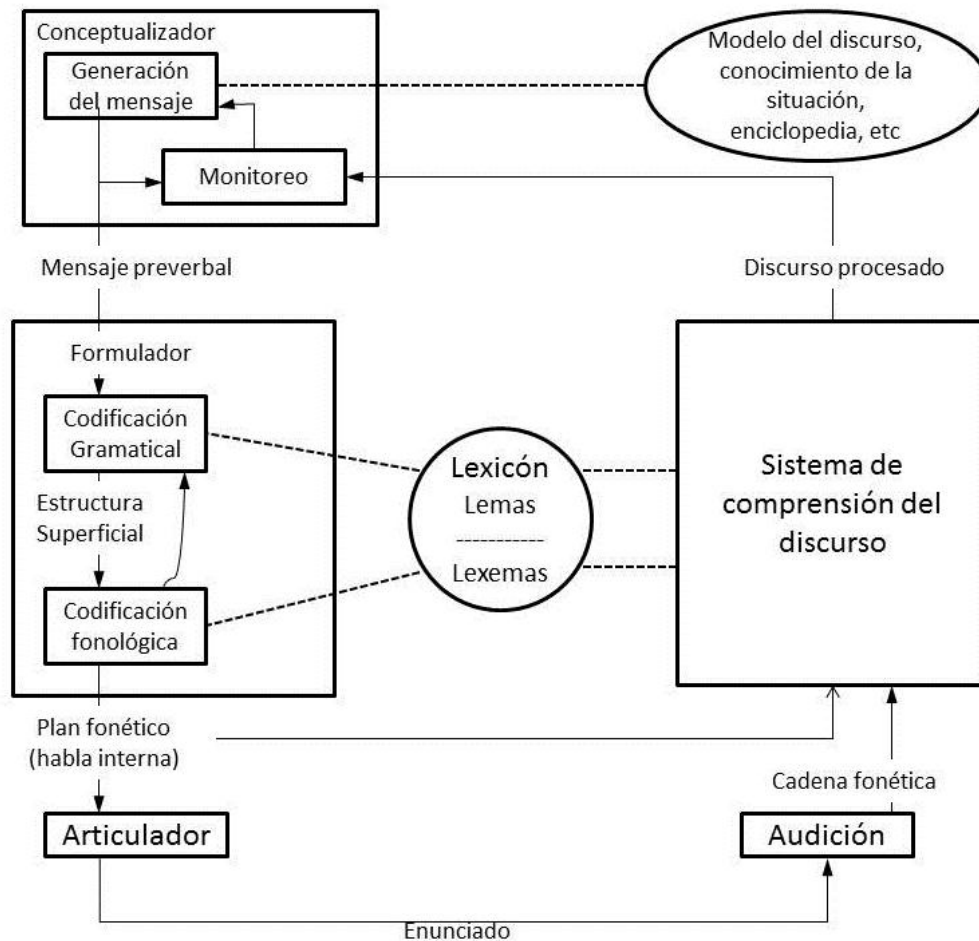 Conceptualizador
Generación
del mensaje
Monitoreo
Modelo del discurso,
conocimiento de la
situación,
enciclopedia, etc
Mensaje preverbal
Discurso procesado
Formulador
Codificación
Gramatical
Estructura
Superficial
Codificación
fonológica
Lexicón
Lemas
-----------
Lexemas
Sistema de
comprensión del
discurso
Plan fonético
(habla interna)
Cadena fonética
Articulador
Audición
Enunciado